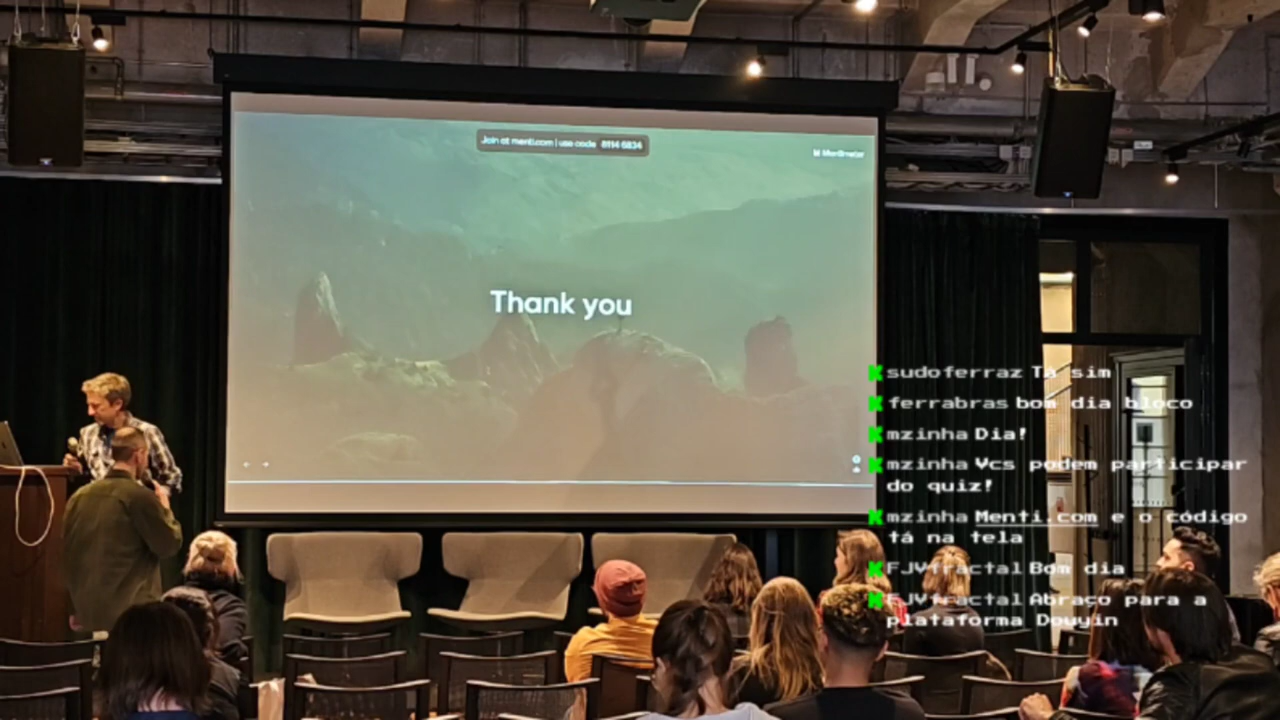 Join at menti.com | use code 8114 6834
Mentimeter
Thank you
sudoferraz Tá sim
ferrabras bom dia bloco
mzinha Dia!
mzinha Vcs podem participar
do quiz!
mzinha Menti.com e o código
tá na tela
FJVfractal Bom dia
FJVfractal Abraço para a
plataforma Douyin